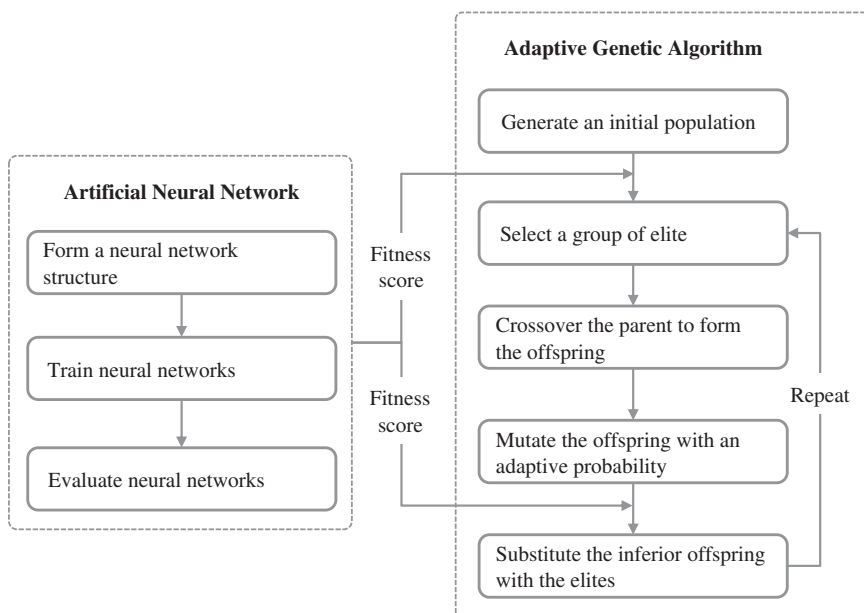 Artificial Neural Network
Form a neural network
structure
Train neural networks
Evaluate neural networks
Fitness
score
Fitness
score
Adaptive Genetic Algorithm
Generate an initial population
Select a group of elite
Crossover the parent to form
the offspring
Mutate the offspring with an
adaptive probability
Substitute the inferior offspring
with the elites
Repeat